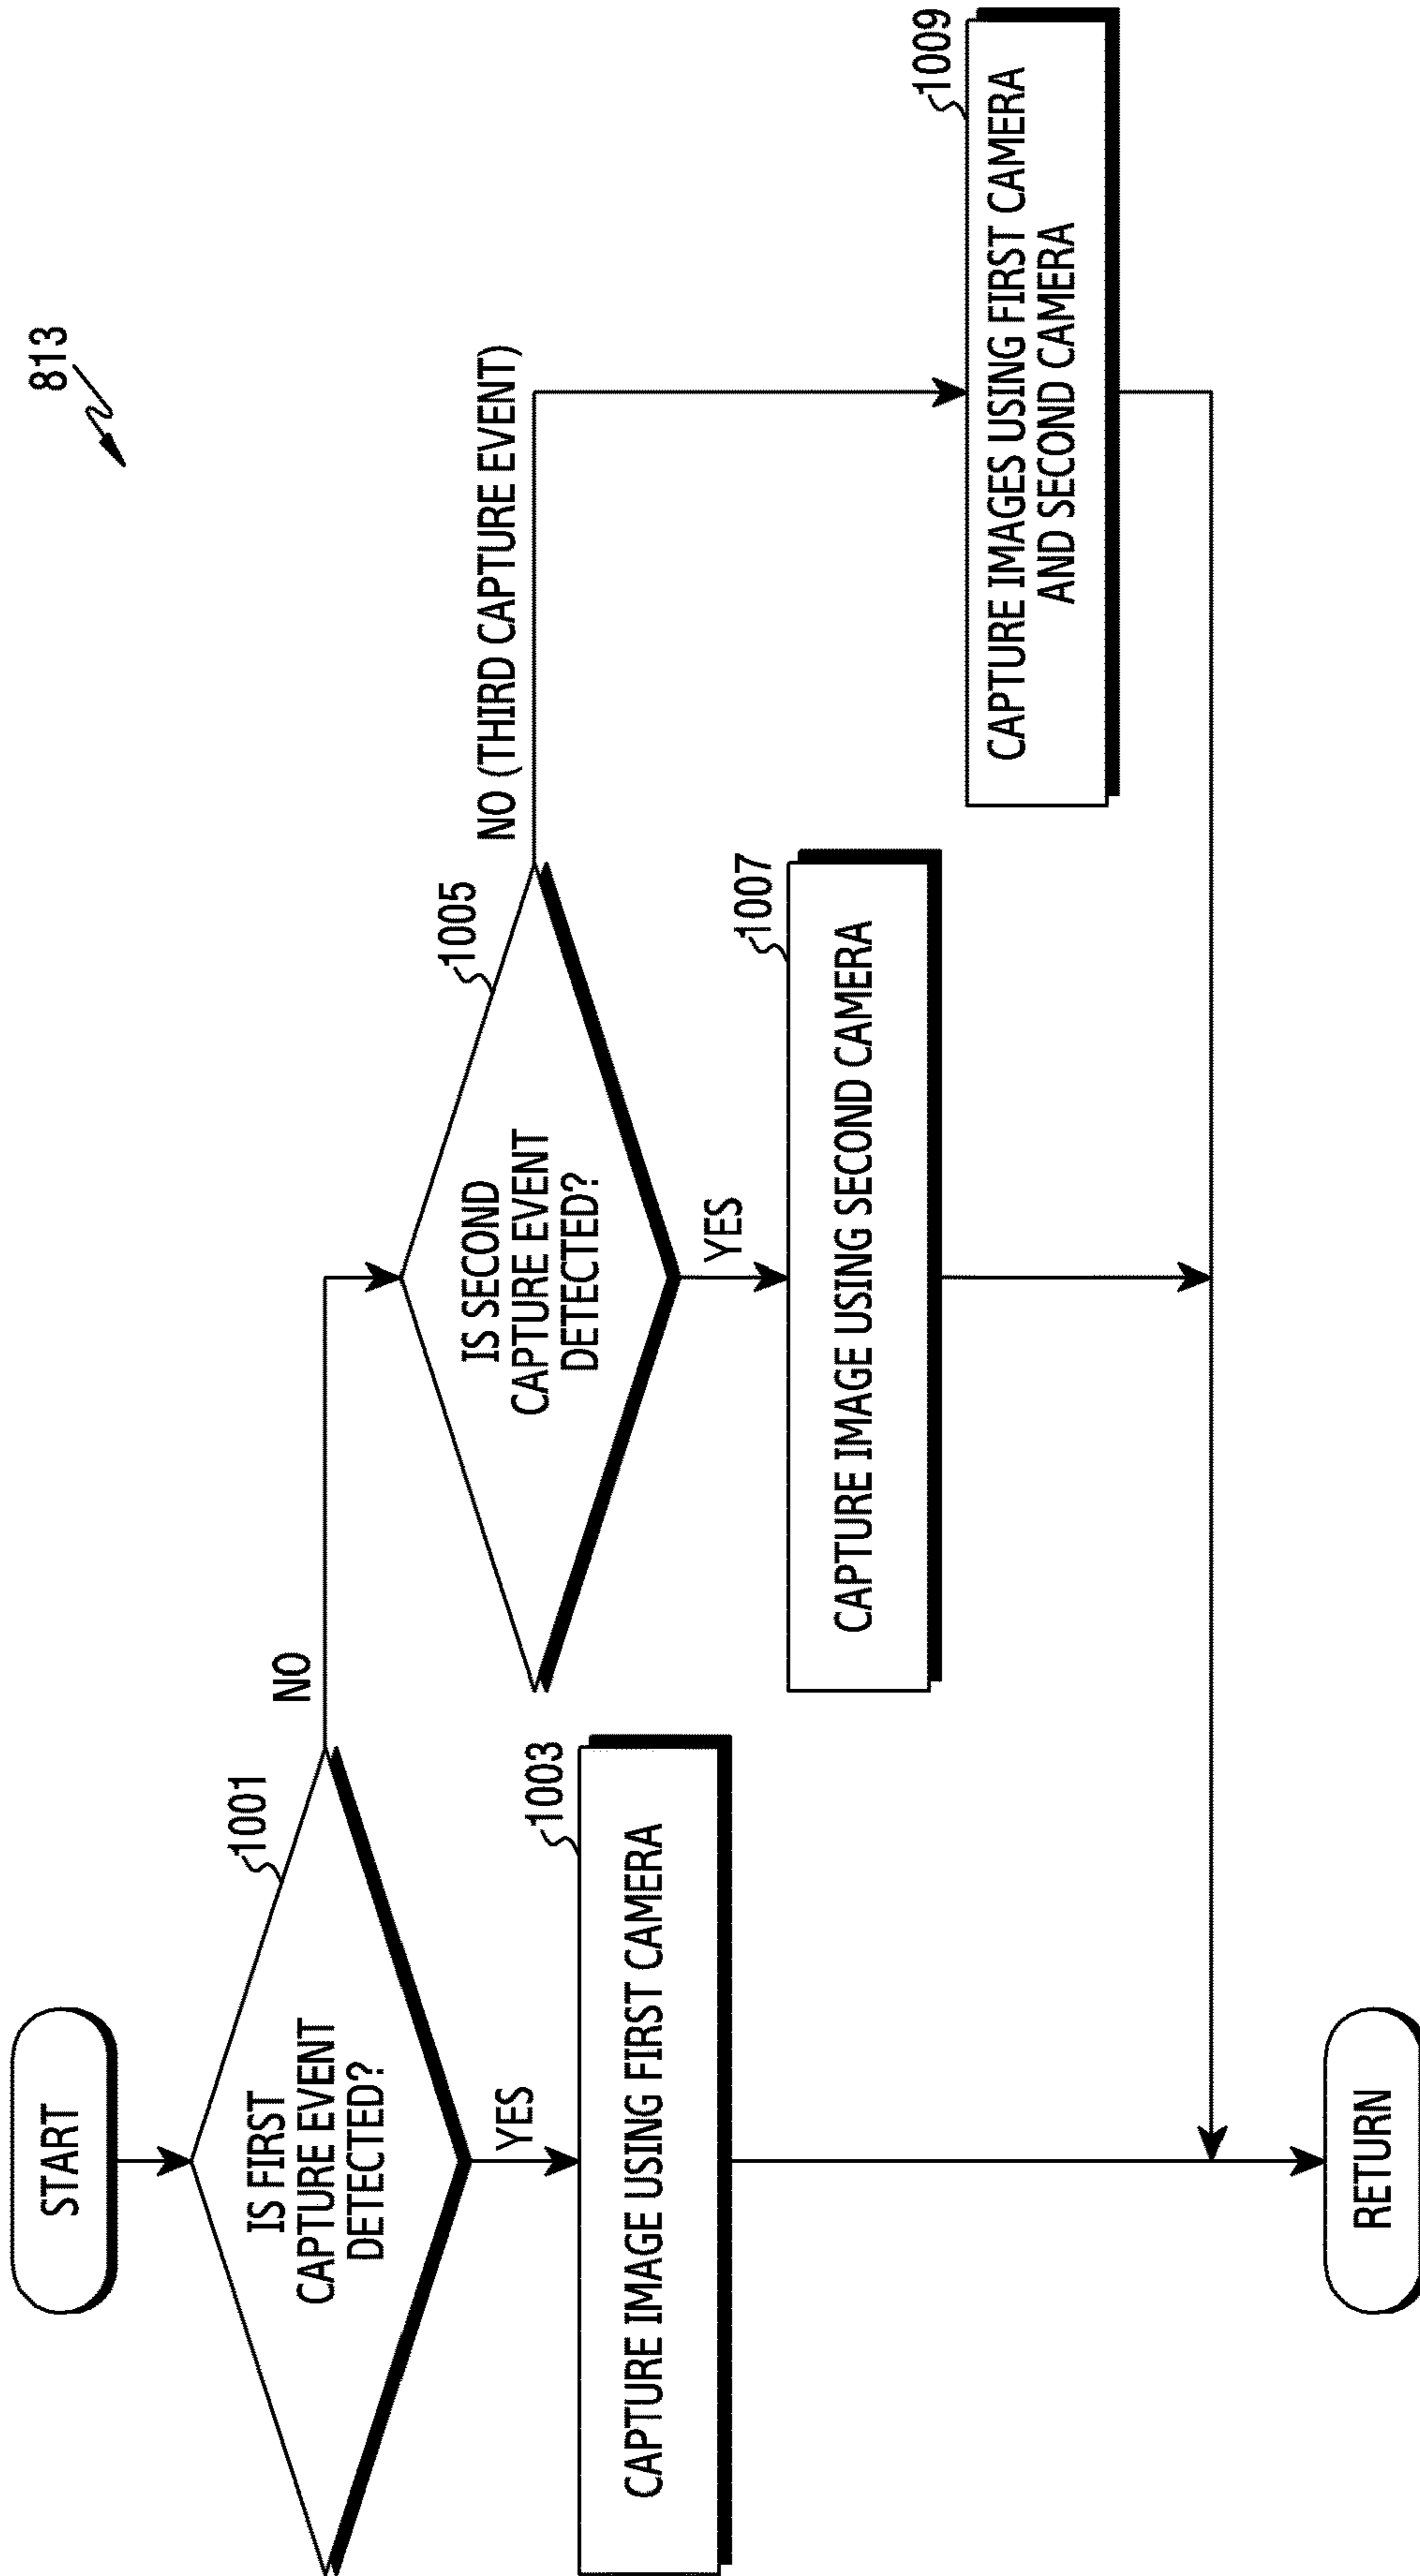 813
START
1001
IS FIRST
CAPTURE EVENT
DETECTED?
NO
YES
1003
CAPTURE IMAGE USING FIRST CAMERA
1005
IS SECOND
CAPTURE EVENT
DETECTED?
NO (THIRD CAPTURE EVENT)
YES
1007
CAPTURE IMAGE USING SECOND CAMERA
1009
CAPTURE IMAGES USING FIRST CAMERA
AND SECOND CAMERA
RETURN